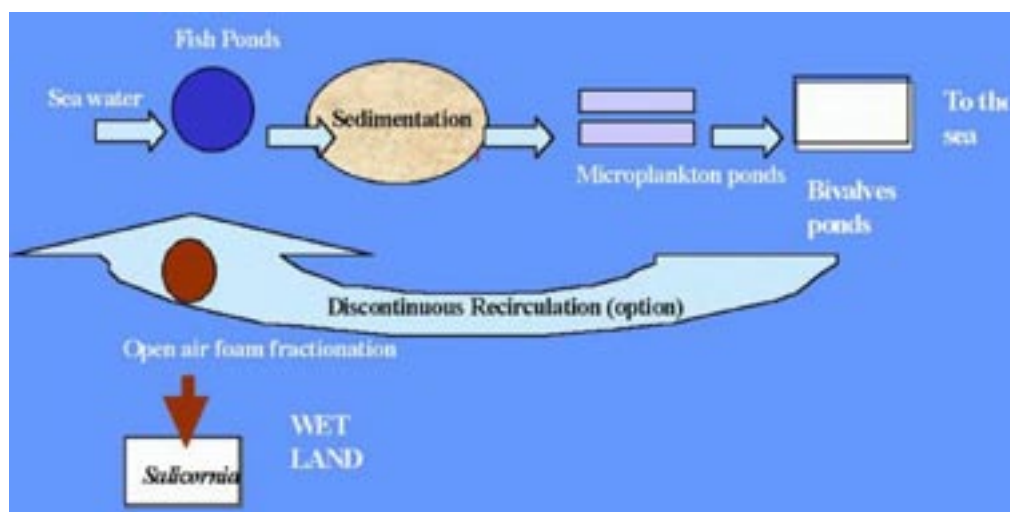 Fish Ponds
Sea water
Sedimentation
To the
sea
Microplankton ponds
Bivalves
ponds
Discontinuous Recirculation (option)
Open air foam fractionation
WET
LAND
Salicornia